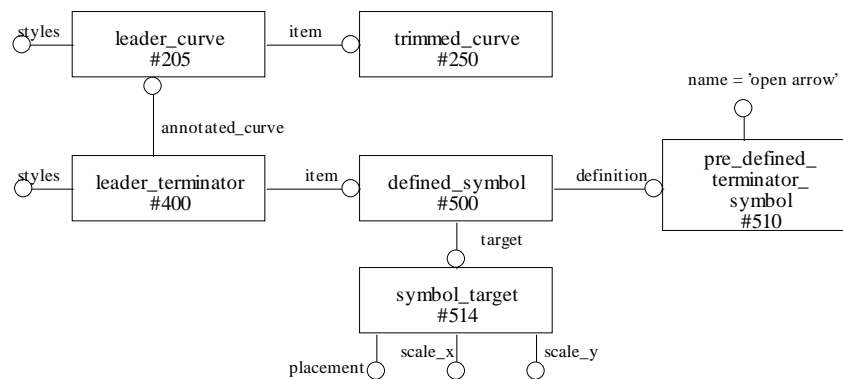 styles
leader_curve
#205
item
trimmed_curve
#250
name = 'open arrow'
annotated_curve
styles
leader_terminator
#400
item
defined_symbol
#500
definition
pre_defined_
terminator_
symbol
#510
target
symbol_target
#514
placement
scale_x
scale_y